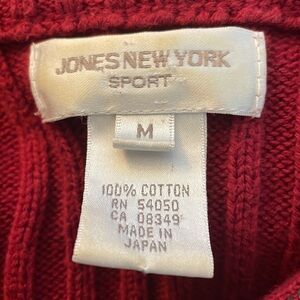 JONES NEW YORK
SPORT
M
100% COTTON
RN 54050
CA 08349
MADE IN
JAPAN